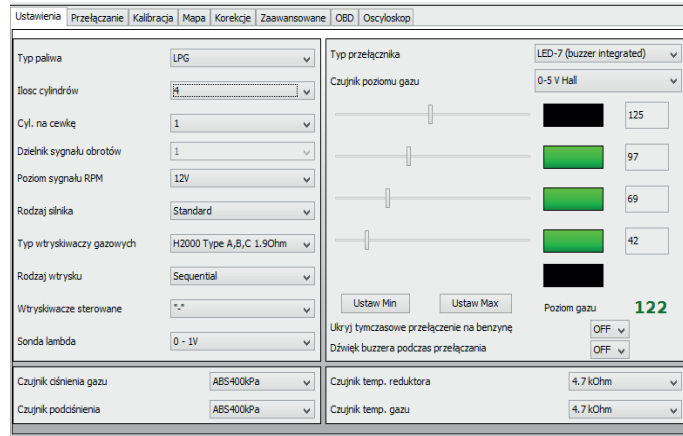 Ustawienia Przełączanie Kalibracja Mapa Korekcje Zaawansowane OBD Oscyloskop
Typ paliwa LPG
Ilosc cylindrów 4
Cyl. na cewkę 1
Dzielnik sygnału obrotów 1
Poziom sygnału RPM 12V
Rodzaj silnika Standard
Typ wtryskiwaczy gazowych H2000 Type A,B,C 1.9Ohm
Rodzaj wtrysku Sequential
Wtryskiwacze sterowane "-"
Sonda lambda 0 - 1V
Typ przełącznika LED-7 (buzzer integrated)
Czujnik poziomu gazu 0-5 V Hall
125
97
69
42
Ustaw Min Ustaw Max Poziom gazu 122
Ukryj tymczasowe przełączenie na benzynę OFF
Dźwięk buzzera podczas przełączania OFF
Czujnik ciśnienia gazu ABS400kPa
Czujnik podciśnienia ABS400kPa
Czujnik temp. reduktora 4.7 kOhm
Czujnik temp. gazu 4.7 kOhm